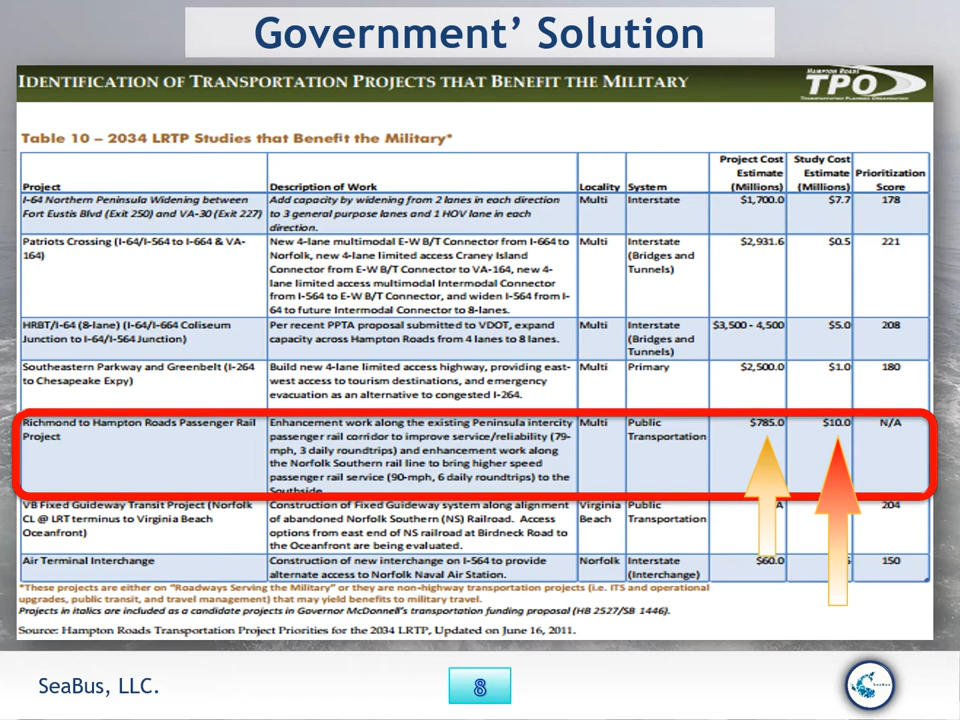 Government’ Solution
IDENTIFICATION OF TRANSPORTATION PROJECTS THAT BENEFIT THE MILITARY
HAMPTON ROADS
TPO
TRANSPORTATION PLANNING ORGANIZATION
Table 10 – 2034 LRTP Studies that Benefit the Military*
Project Cost Study Cost
Estimate Estimate Prioritization
Project Description of Work Locality System (Millions) (Millions) Score
I-64 Northern Peninsula Widening between Add capacity by widening from 2 lanes in each direction Multi Interstate $1,700.0 $7.7 178
Fort Eustis Blvd (Exit 250) and VA-30 (Exit 227) to 3 general purpose lanes and 1 HOV lane in each
direction.
Patriots Crossing (I-64/I-564 to I-664 & VA- New 4-lane multimodal E-W B/T Connector from I-664 to Multi Interstate $2,931.6 $0.5 221
164) Norfolk, new 4-lane limited access Craney Island (Bridges and
Connector from E-W B/T Connector to VA-164, new 4- Tunnels)
lane limited access multimodal Intermodal Connector
from I-564 to E-W B/T Connector, and widen I-564 from I-
64 to future Intermodal Connector to 8-lanes.
HRBT/I-64 (8-lane) (I-64/I-664 Coliseum Per recent PPTA proposal submitted to VDOT, expand Multi Interstate $3,500 - 4,500 $5.0 208
Junction to I-64/I-564 Junction) capacity across Hampton Roads from 4 lanes to 8 lanes. (Bridges and
Tunnels)
Southeastern Parkway and Greenbelt (I-264 Build new 4-lane limited access highway, providing east- Multi Primary $2,500.0 $1.0 180
to Chesapeake Expy) west access to tourism destinations, and emergency
evacuation as an alternative to congested I-264.
Richmond to Hampton Roads Passenger Rail Enhancement work along the existing Peninsula intercity Multi Public $785.0 $10.0 N/A
Project passenger rail corridor to improve service/reliability (79- Transportation
mph, 3 daily roundtrips) and enhancement work along
the Norfolk Southern rail line to bring higher speed
passenger rail service (90-mph, 6 daily roundtrips) to the
Southside.
VB Fixed Guideway Transit Project (Norfolk Construction of Fixed Guideway system along alignment Virginia Public 204
CL @ LRT terminus to Virginia Beach of abandoned Norfolk Southern (NS) Railroad. Access Beach Transportation
Oceanfront) options from east end of NS railroad at Birdneck Road to
the Oceanfront are being evaluated.
Air Terminal Interchange Construction of new interchange on I-564 to provide Norfolk Interstate $60.0 150
alternate access to Norfolk Naval Air Station. (Interchange)
*These projects are either on “Roadways Serving the Military” or they are non-highway transportation projects (i.e. ITS and operational
upgrades, public transit, and travel management) that may yield benefits to military travel.
Projects in italics are included as a candidate projects in Governor McDonnell’s transportation funding proposal (HB 2527/SB 1446).
Source: Hampton Roads Transportation Project Priorities for the 2034 LRTP, Updated on June 16, 2011.
SeaBus, LLC.
8
SeaBus